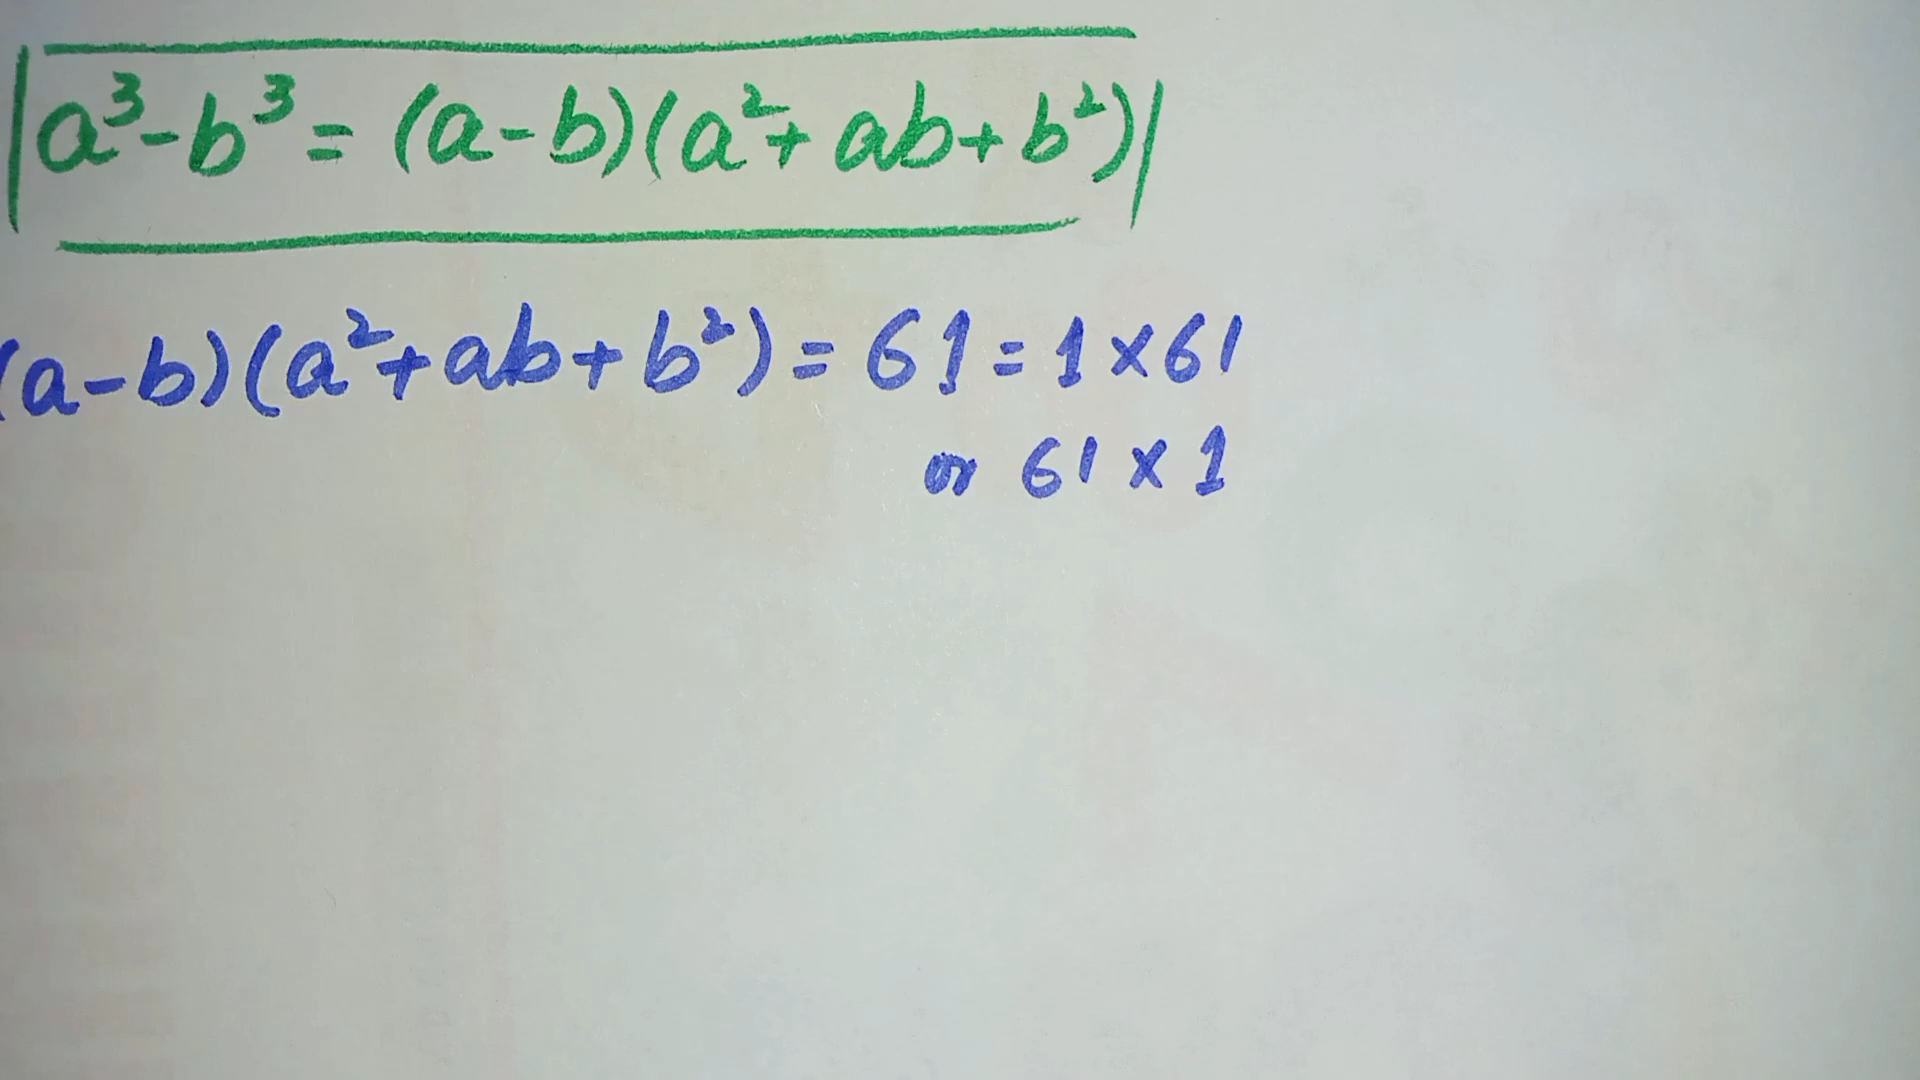 a³-b³ = (a-b)(a²+ab+b²)
(a-b)(a²+ab+b²) = 61 = 1×61
or 61×1